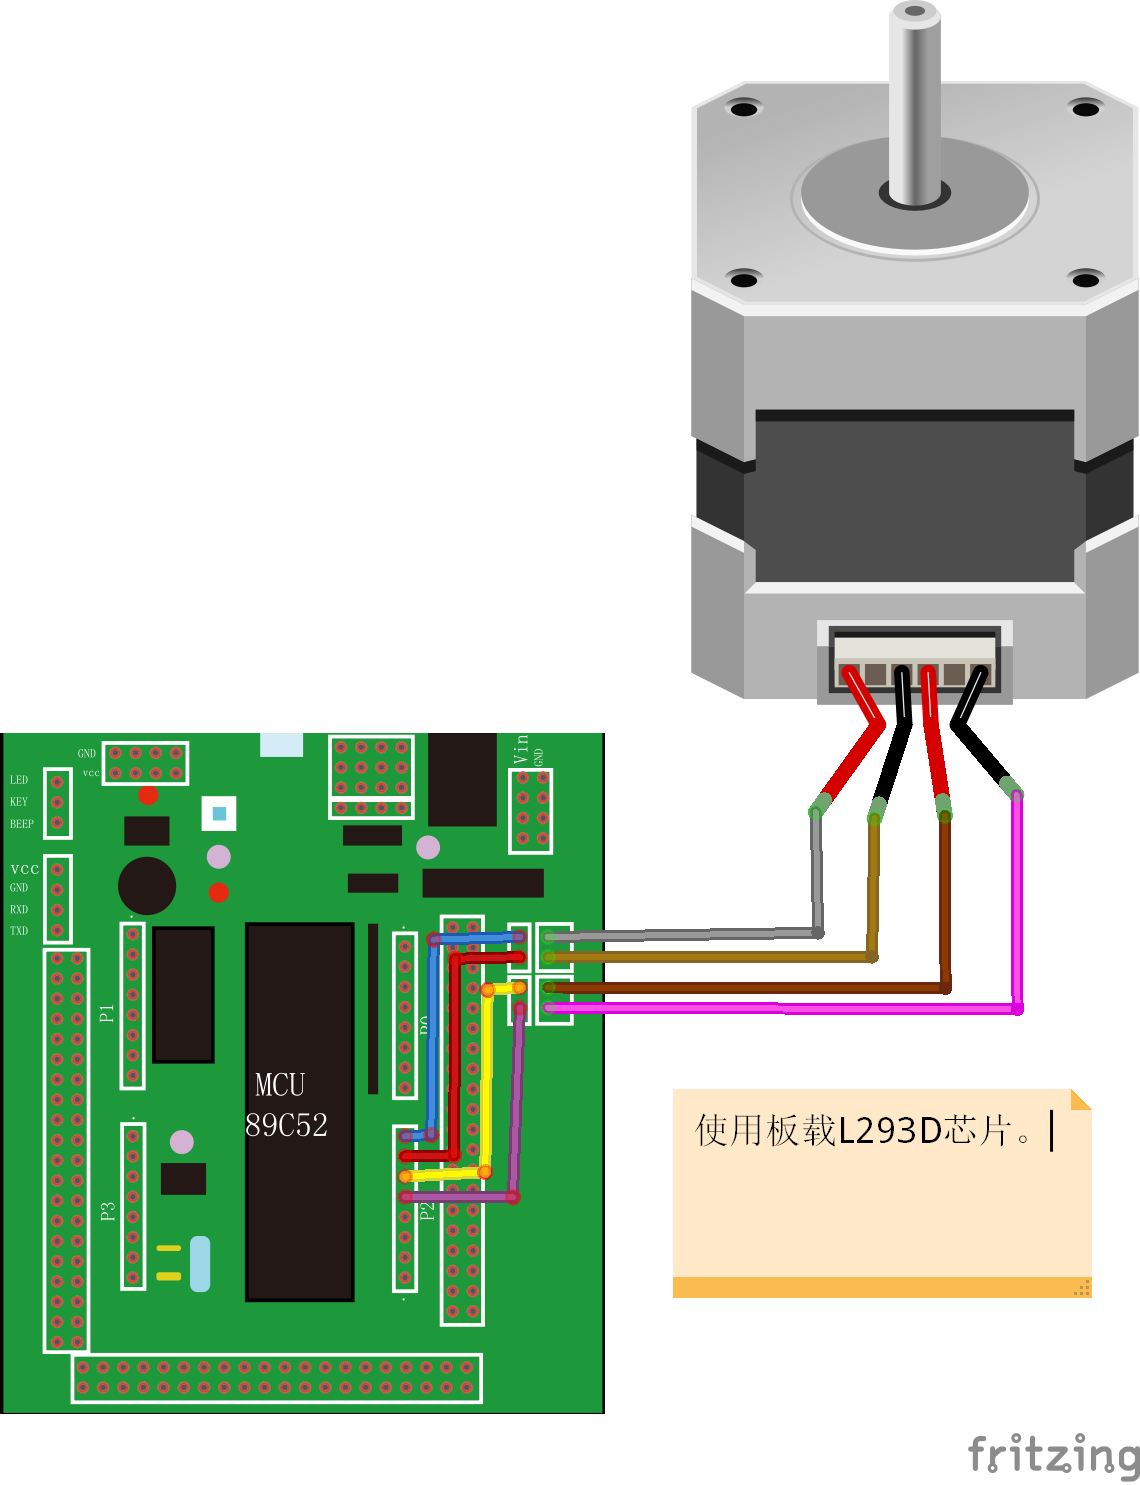 Vin
GND
GND
vcc
LED
KEY
BEEP
VCC
GND
RXD
TXD
P1
P0
MCU
89C52
P3
P2
使用板载L293D芯片。
fritzing